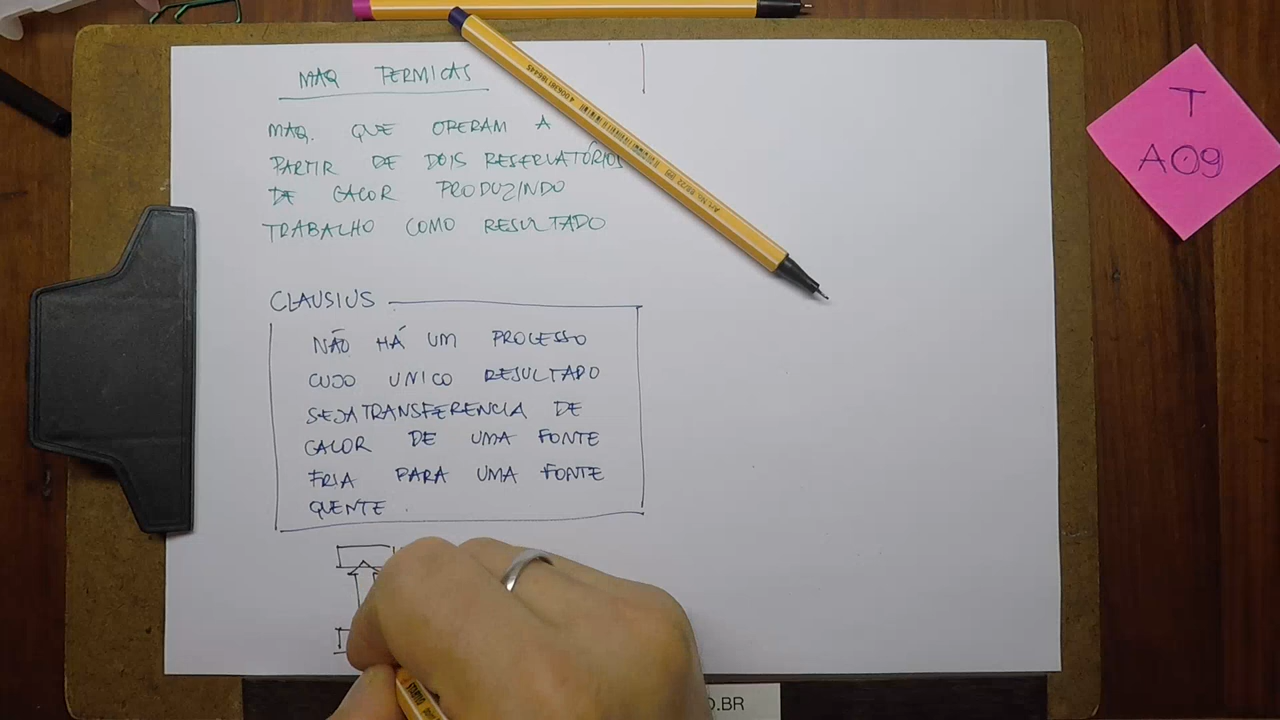 MAQ TERMICAS
MAQ. QUE OPERAM A
PARTIR DE DOIS RESERVATÓRIOS
DE CALOR PRODUZINDO
TRABALHO COMO RESULTADO
CLAUSIUS
NÃO HÁ UM PROCESSO
CUJO UNICO RESULTADO
SEJA TRANSFERENCIA DE
CALOR DE UMA FONTE
FRIA PARA UMA FONTE
QUENTE.
T
A09
O.BR